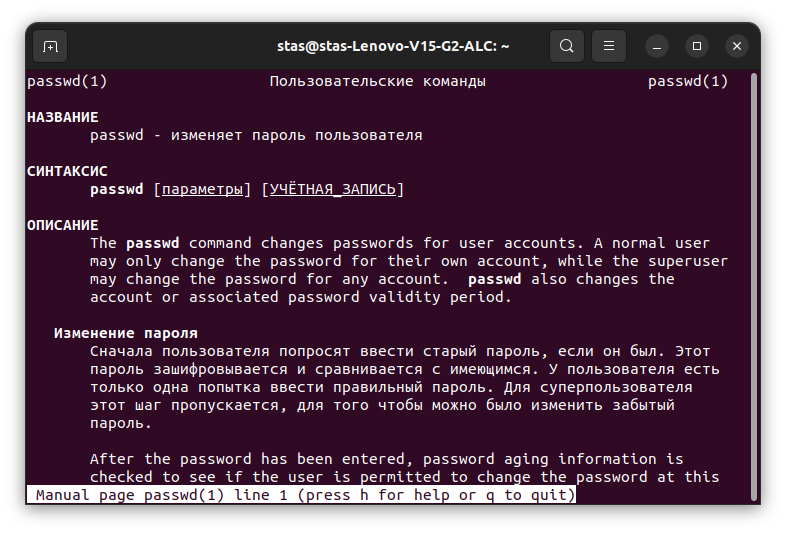 stas@stas-Lenovo-V15-G2-ALC: ~
passwd(1) Пользовательские команды passwd(1)
НАЗВАНИЕ
passwd - изменяет пароль пользователя
СИНТАКСИС
passwd [параметры] [УЧЁТНАЯ_ЗАПИСЬ]
ОПИСАНИЕ
The passwd command changes passwords for user accounts. A normal user
may only change the password for their own account, while the superuser
may change the password for any account.  passwd also changes the
account or associated password validity period.
Изменение пароля
Сначала пользователя попросят ввести старый пароль, если он был. Этот
пароль зашифровывается и сравнивается с имеющимся. У пользователя есть
только одна попытка ввести правильный пароль. Для суперпользователя
этот шаг пропускается, для того чтобы можно было изменить забытый
пароль.
After the password has been entered, password aging information is
checked to see if the user is permitted to change the password at this
Manual page passwd(1) line 1 (press h for help or q to quit)